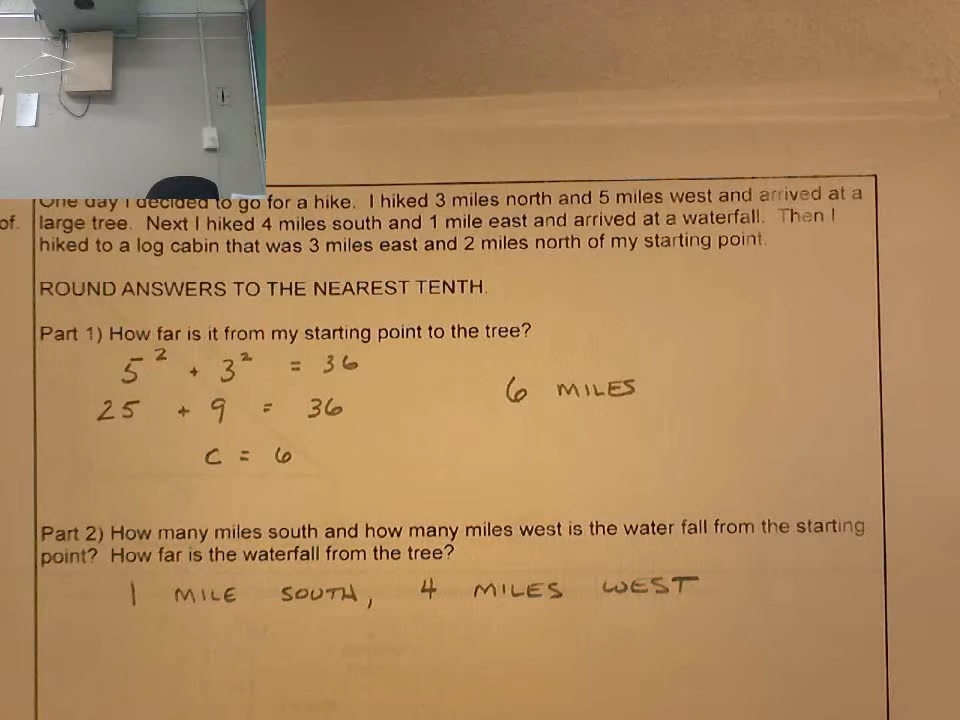 One day I decided to go for a hike. I hiked 3 miles north and 5 miles west and arrived at a
of. large tree. Next I hiked 4 miles south and 1 mile east and arrived at a waterfall. Then I
hiked to a log cabin that was 3 miles east and 2 miles north of my starting point.
ROUND ANSWERS TO THE NEAREST TENTH.
Part 1) How far is it from my starting point to the tree?
5² + 3² = 36
25 + 9 = 36
6 MILES
C = 6
Part 2) How many miles south and how many miles west is the water fall from the starting
point? How far is the waterfall from the tree?
1 MILE SOUTH, 4 MILES WEST